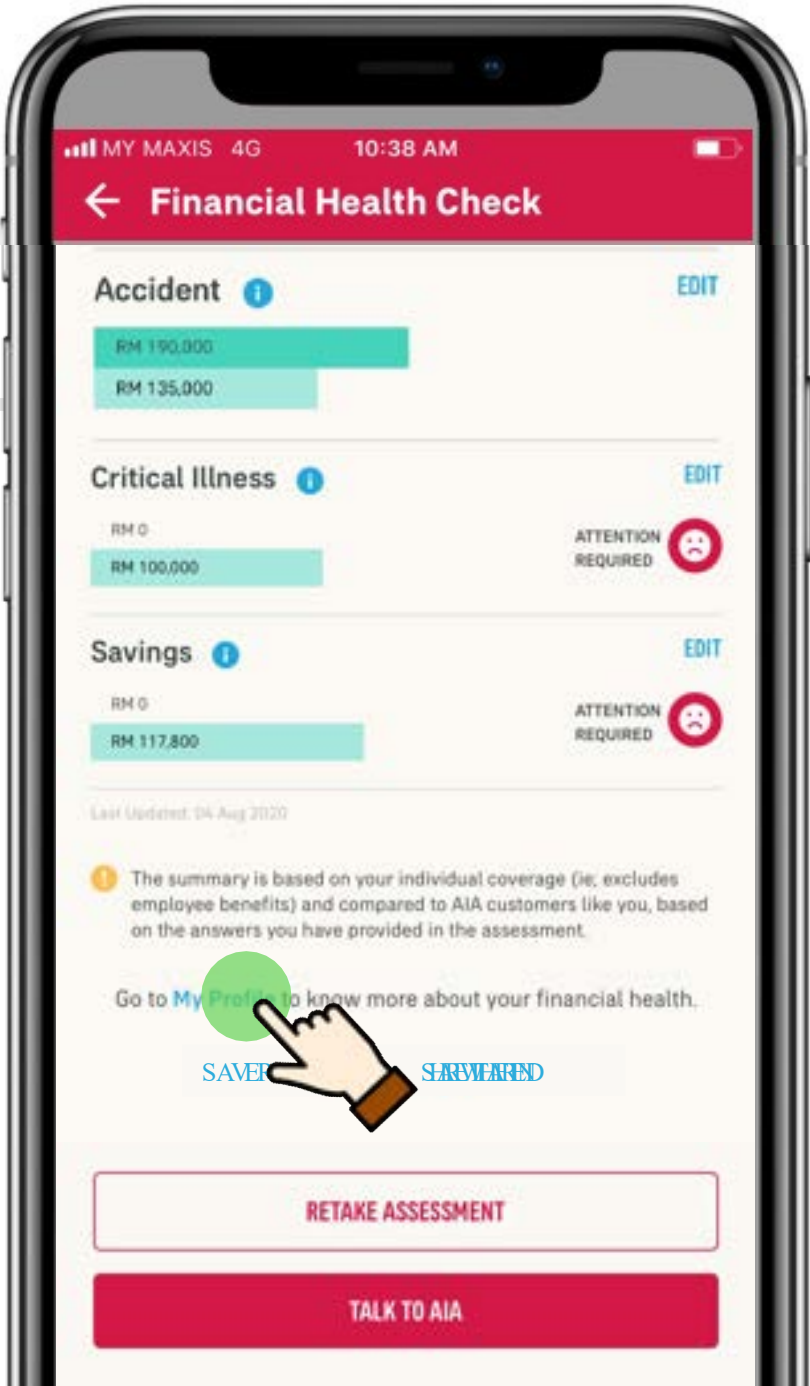 MY MAXIS 4G 10:38 AM
Financial Health Check
Accident EDIT
RM 190,000
RM 135,000
Critical Illness EDIT
RM 0
ATTENTION
REQUIRED
RM 100,000
Savings EDIT
RM 0
ATTENTION
REQUIRED
RM 117,800
Last Updated: 04 Aug 2020
The summary is based on your individual coverage (ie; excludes
employee benefits) and compared to AIA customers like you, based
on the answers you have provided in the assessment.
Go to My Profile to know more about your financial health.
RETAKE ASSESSMENT
TALK TO AIA